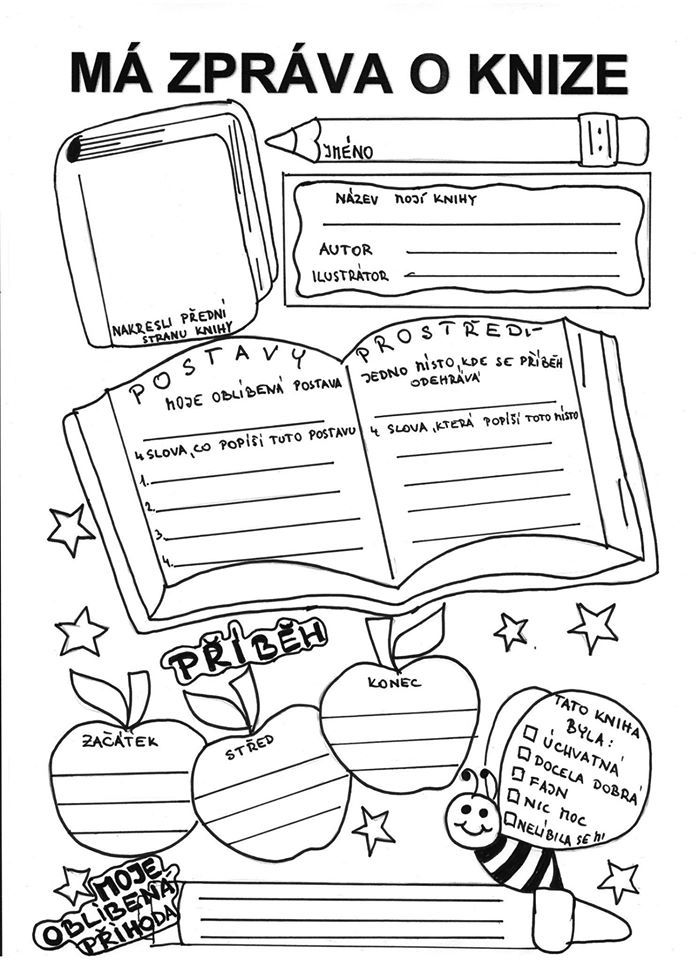 MÁ ZPRÁVA O KNIZE
JMÉNO
NÁZEV MOJÍ KNIHY
AUTOR
ILUSTRÁTOR
NAKRESLI PŘEDNÍ
STRANU KNIHY
POSTAVY
MOJE OBLÍBENÁ POSTAVA
4 SLOVA, CO POPÍŠÍ TUTO POSTAVU
1.
2.
3.
4.
PROSTŘEDÍ
JEDNO MÍSTO, KDE SE PŘÍBĚH
ODEHRÁVÁ
4 SLOVA, KTERÁ POPÍŠÍ TOTO MÍSTO
PŘÍBĚH
ZAČÁTEK
STŘED
KONEC
TATO KNIHA
BYLA:
ÚCHVATNÁ
DOCELA DOBRÁ
FAJN
NIC MOC
NELÍBILA SE MI
MOJE
OBLÍBENÁ
PŘÍHODA